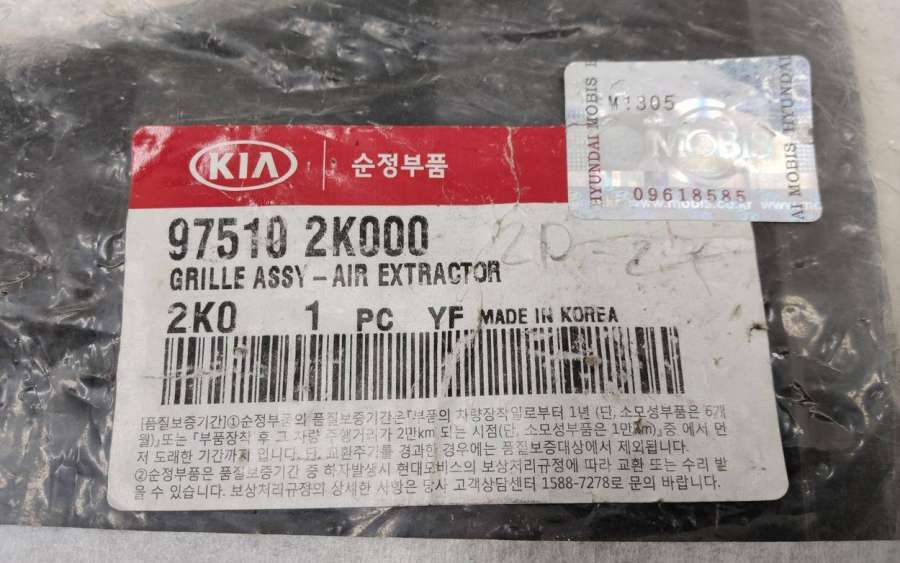 HYUNDAI MOBIS
M1305
MOBIS
09618585
www.mobis.co.kr
AI MOBIS HYUNDAI
KIA 순정부품
97510 2K000
GRILLE ASSY-AIR EXTRACTOR
2K0 1 PC YF MADE IN KOREA
[품질보증기간]①순정부품의 품질보증기간은「부품의 차량장착일로부터 1년 (단, 소모성부품은 6개
월)」또는 「부품장착 후 그 차량 주행거리가 2만km 되는 시점(단, 소모성부품은 1만km)」중 에서 먼
저 도래한 기간까지 입니다. 단, 교환주기를 경과한 경우에는 품질보증대상에서 제외됩니다.
②순정부품은 품질보증기간 중 하자발생시 현대모비스의 보상처리규정에 따라 교환 또는 수리 받
을 수 있습니다. 보상처리규정의 상세한 사항은 당사 고객상담센터 1588-7278로 문의 바랍니다.